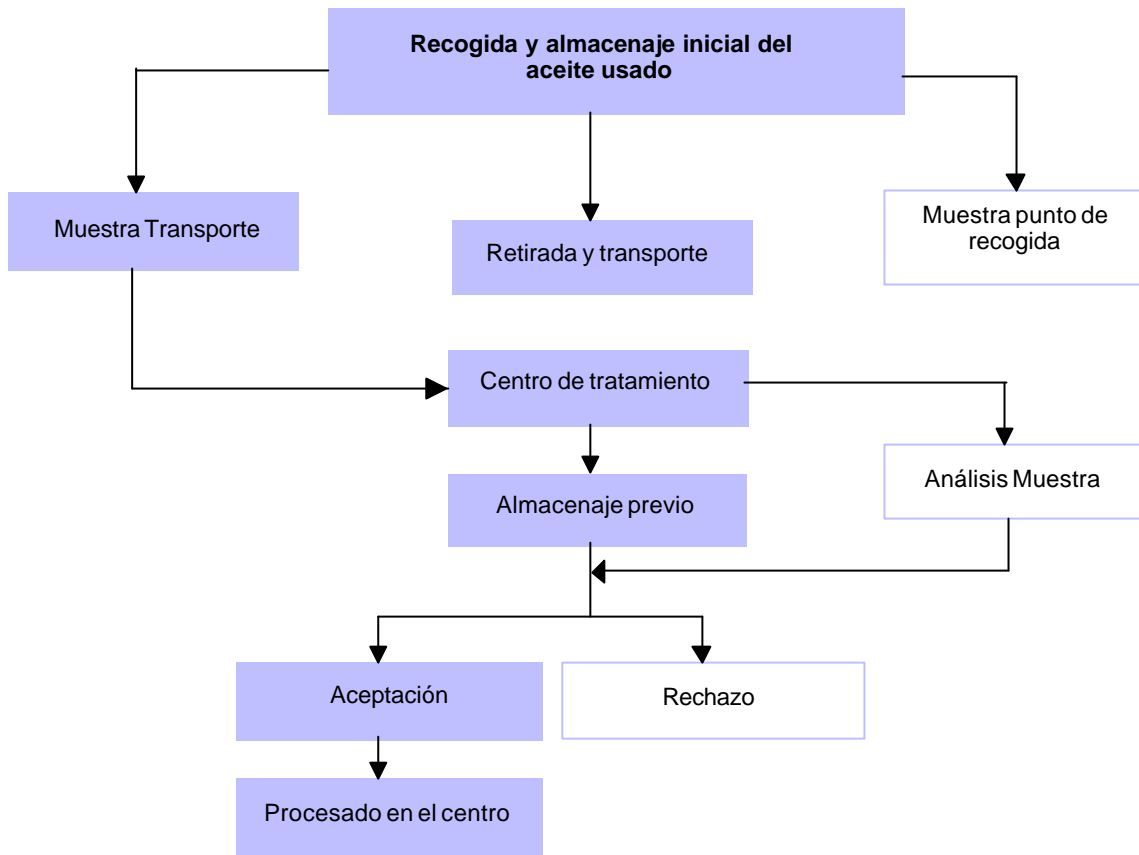 Recogida y almacenaje inicial del
aceite usado
Muestra Transporte
Retirada y transporte
Muestra punto de
recogida
Centro de tratamiento
Análisis Muestra
Almacenaje previo
Aceptación
Rechazo
Procesado en el centro